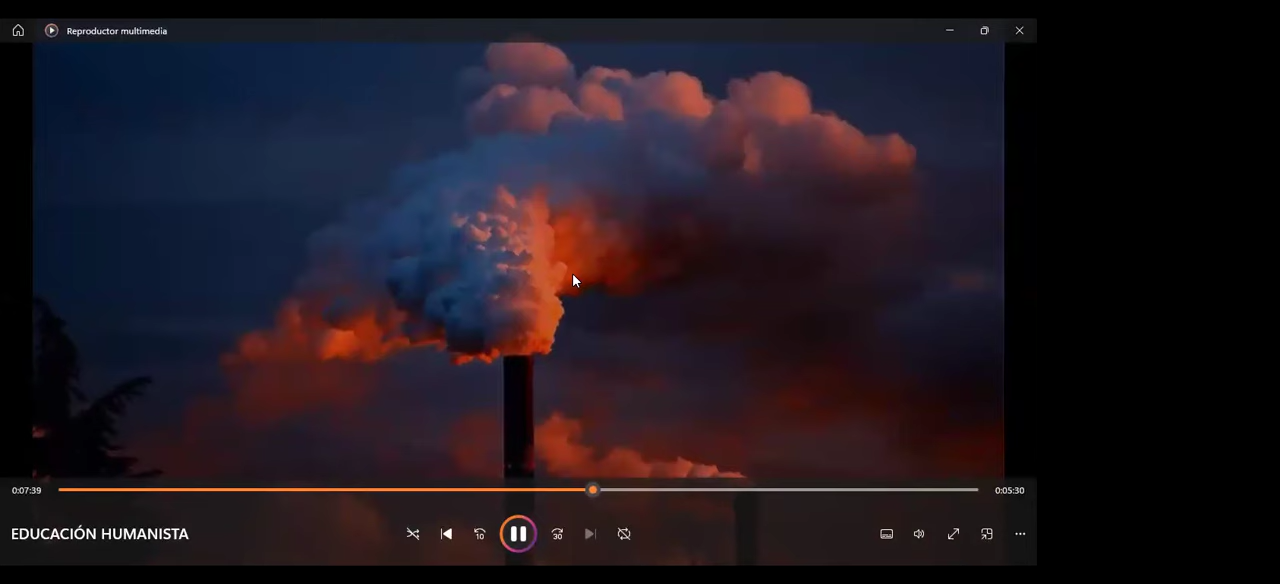 Reproductor multimedia
0:07:39
0:05:30
EDUCACIÓN HUMANISTA
10
30